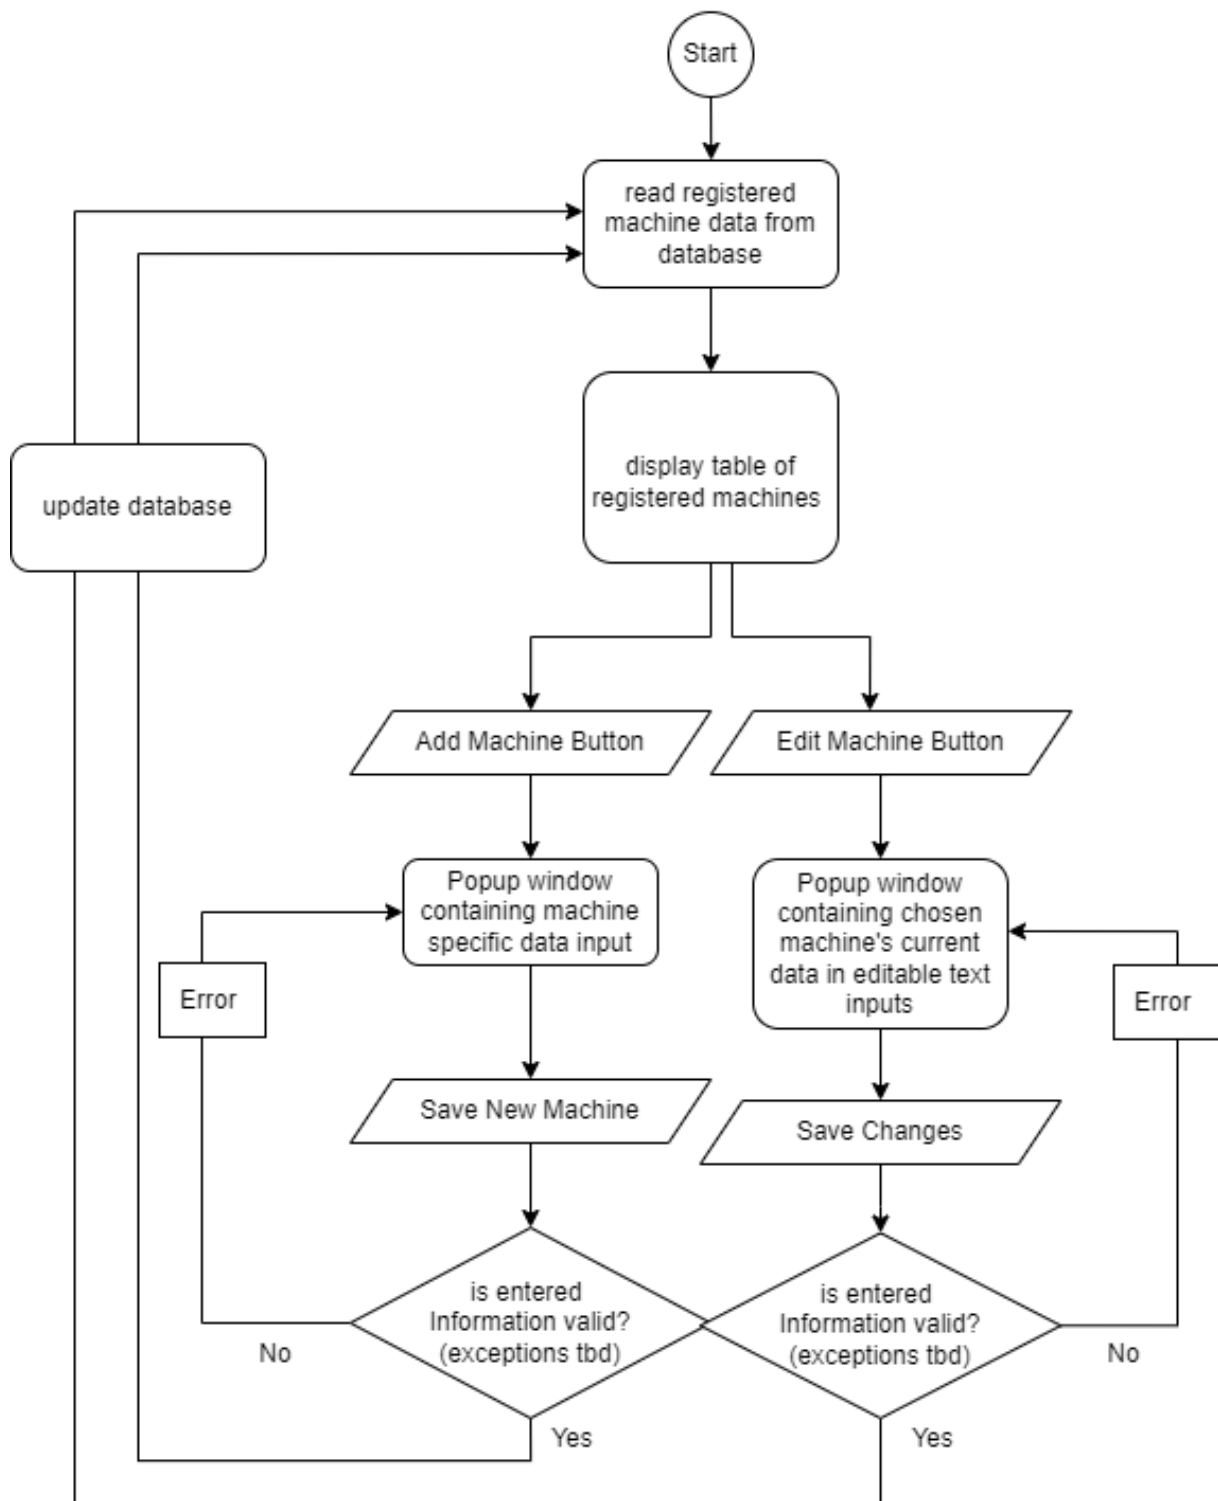 Start
read registered
machine data from
database
display table of
registered machines
update database
Add Machine Button
Edit Machine Button
Popup window
containing machine
specific data input
Popup window
containing chosen
machine's current
data in editable text
inputs
Error
Error
Save New Machine
Save Changes
is entered
Information valid?
(exceptions tbd)
is entered
Information valid?
(exceptions tbd)
No
No
Yes
Yes